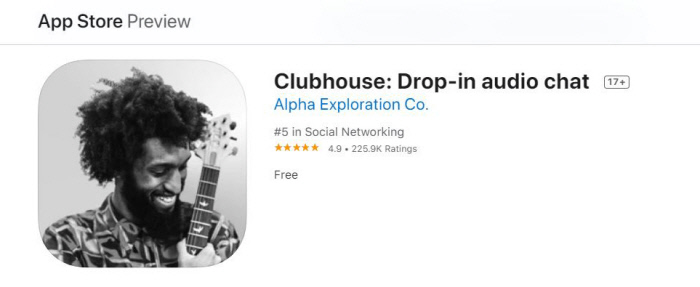 App Store Preview
Clubhouse: Drop-in audio chat 17+
Alpha Exploration Co.
#5 in Social Networking
★★★★★ 4.9 • 225.9K Ratings
Free